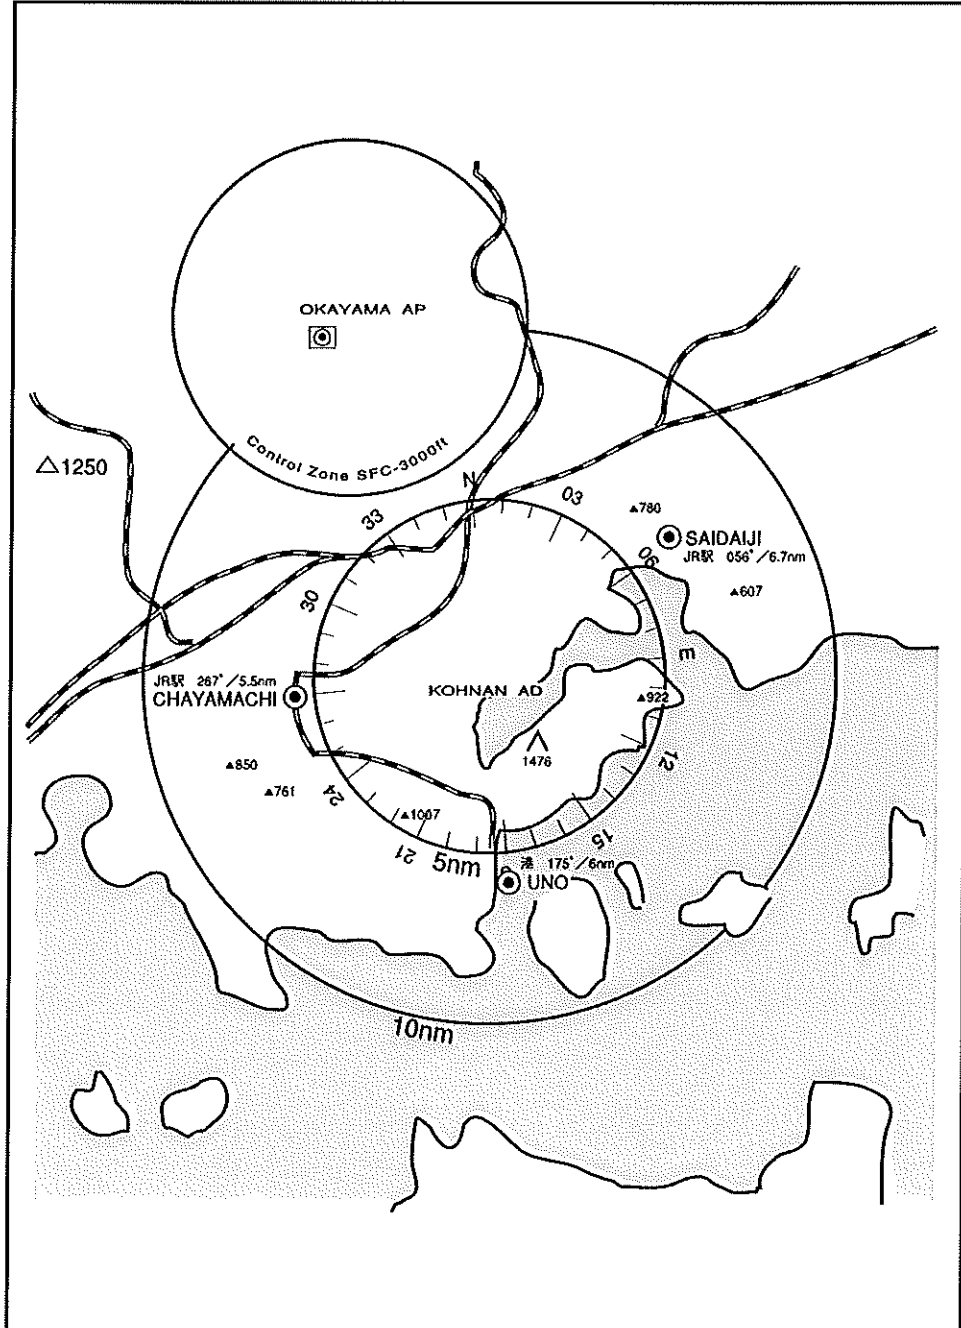 OKAYAMA AP
Control Zone SFC-3000ft
△1250
N
03
33
▲780
SAIDAIJI
JR駅 056°/6.7nm
06
▲607
30
E
JR駅 267°/5.5nm
CHAYAMACHI
KOHNAN AD
▲922
1476
12
▲850
▲761
24
▲1007
15
21
5nm
港 175°/6nm
UNO
10nm